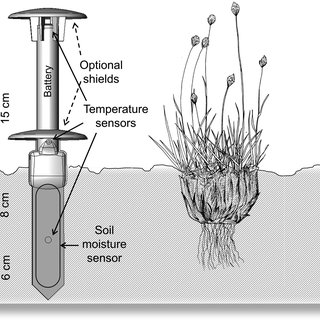 Battery
Optional
shields
Temperature
sensors
15 cm
8 cm
6 cm
Soil
moisture
sensor